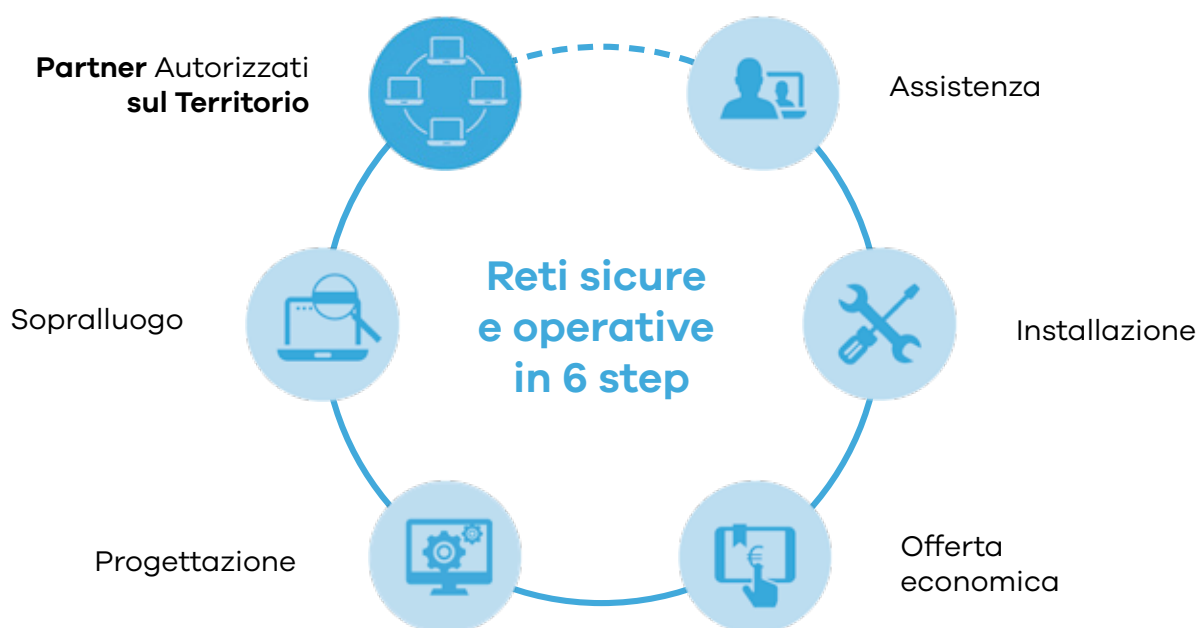 Partner Autorizzati
sul Territorio
Assistenza
Sopralluogo
Reti sicure
e operative
in 6 step
Installazione
Progettazione
Offerta
economica
€